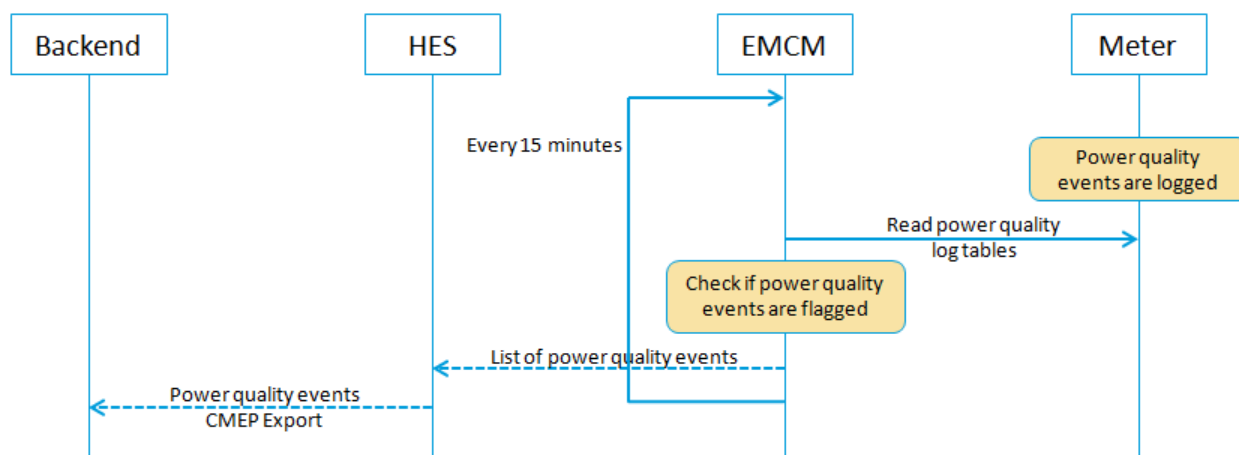 Backend
HES
EMCM
Meter
Every 15 minutes
Power quality
events are logged
Read power quality
log tables
Check if power quality
events are flagged
List of power quality events
Power quality events
CMEP Export